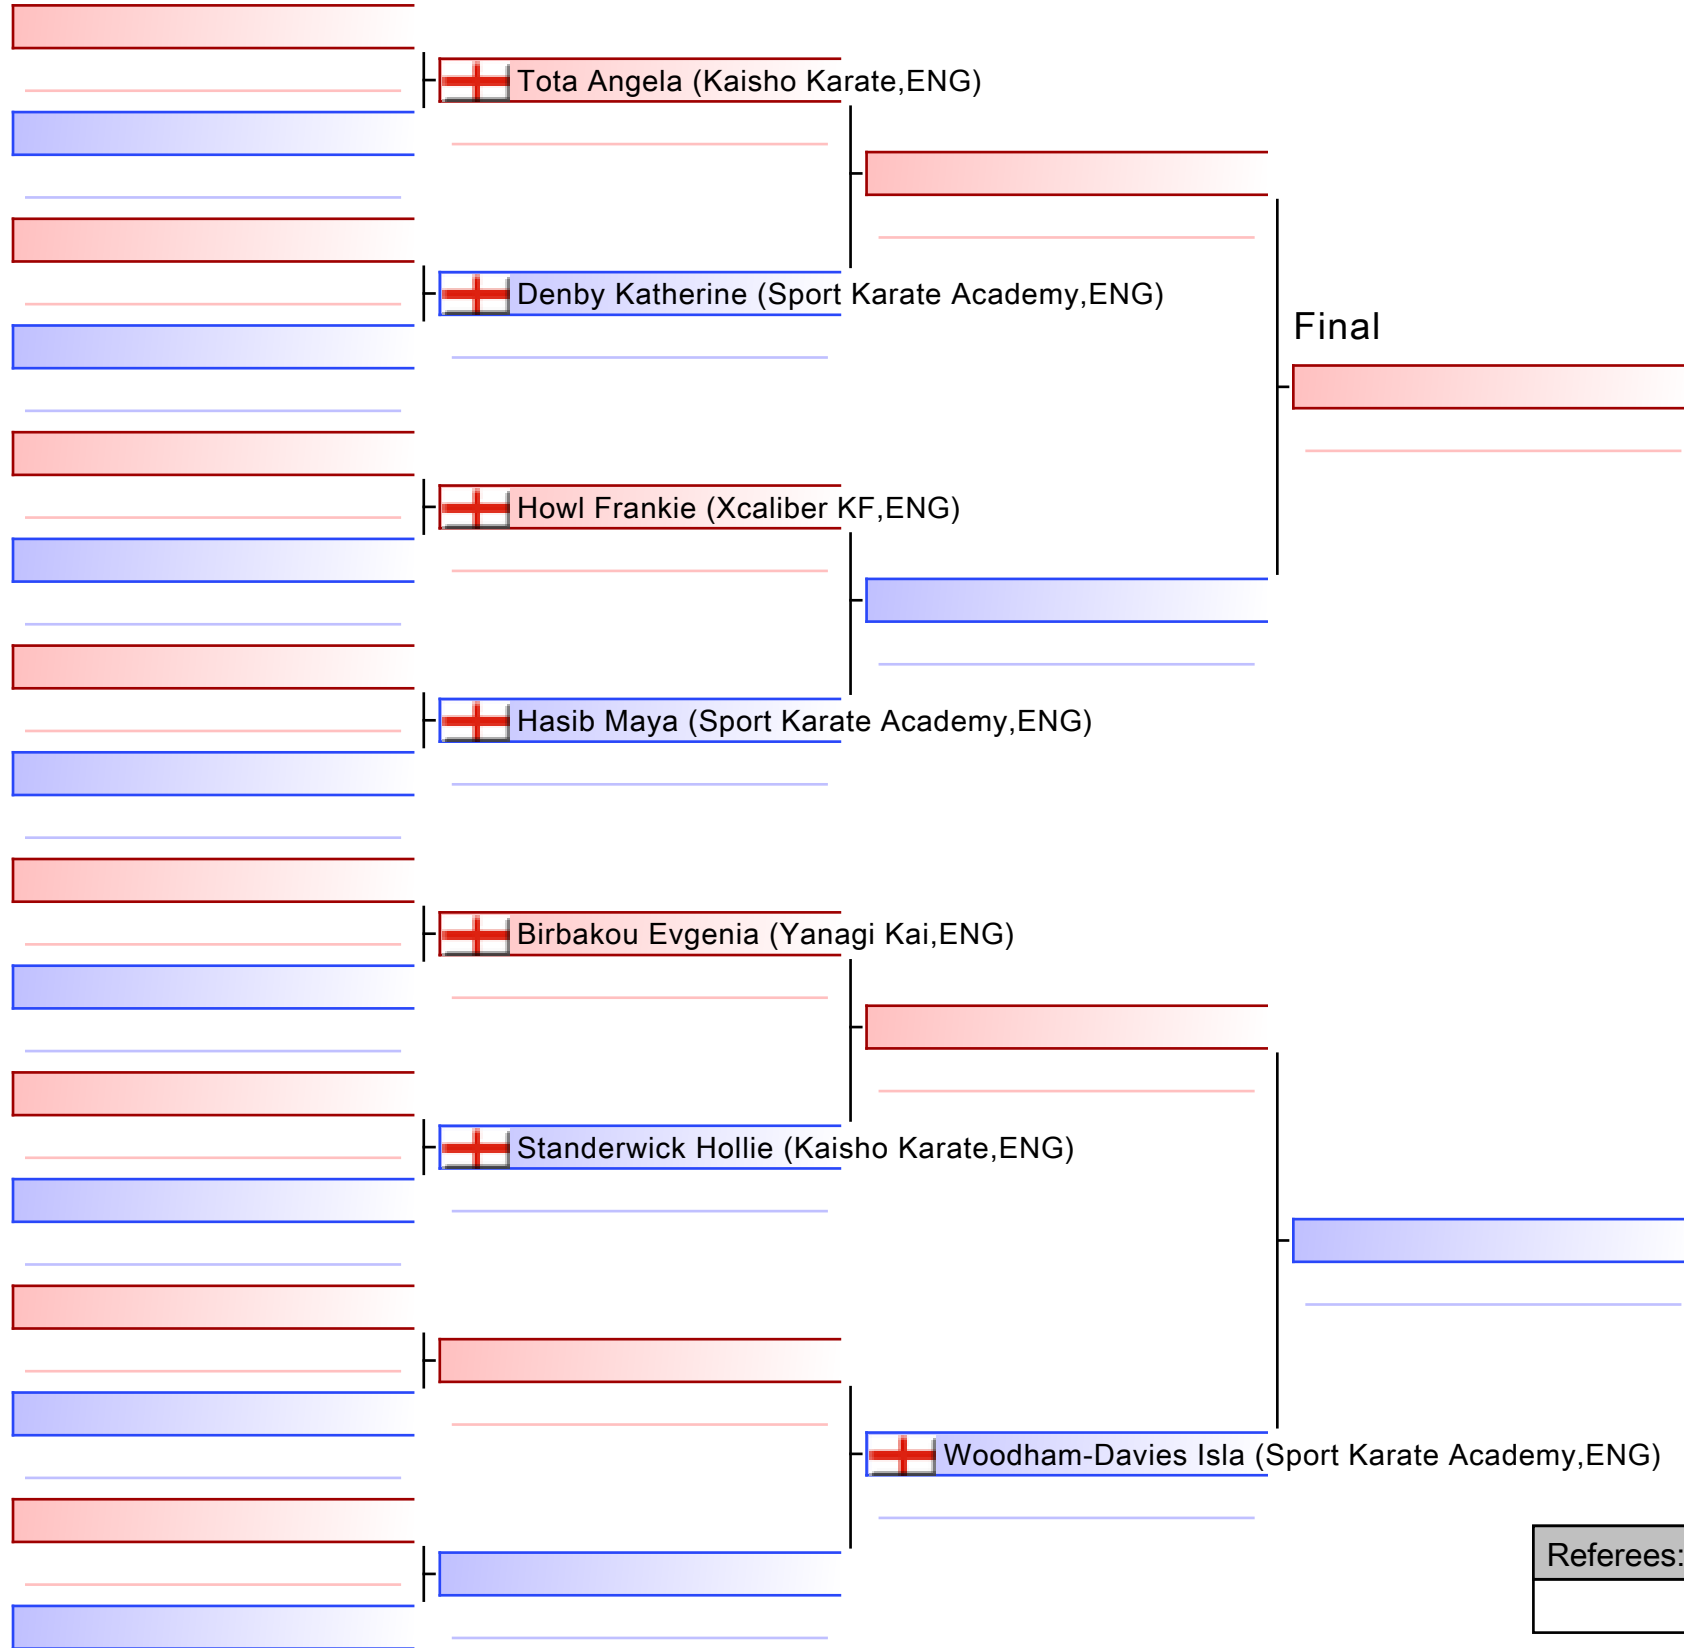 Tota Angela (Kaisho Karate,ENG)
Denby Katherine (Sport Karate Academy,ENG)
Final
Howl Frankie (Xcaliber KF,ENG)
Hasib Maya (Sport Karate Academy,ENG)
Birbakou Evgenia (Yanagi Kai,ENG)
Standerwick Hollie (Kaisho Karate,ENG)
Woodham-Davies Isla (Sport Karate Academy,ENG)
Referees: